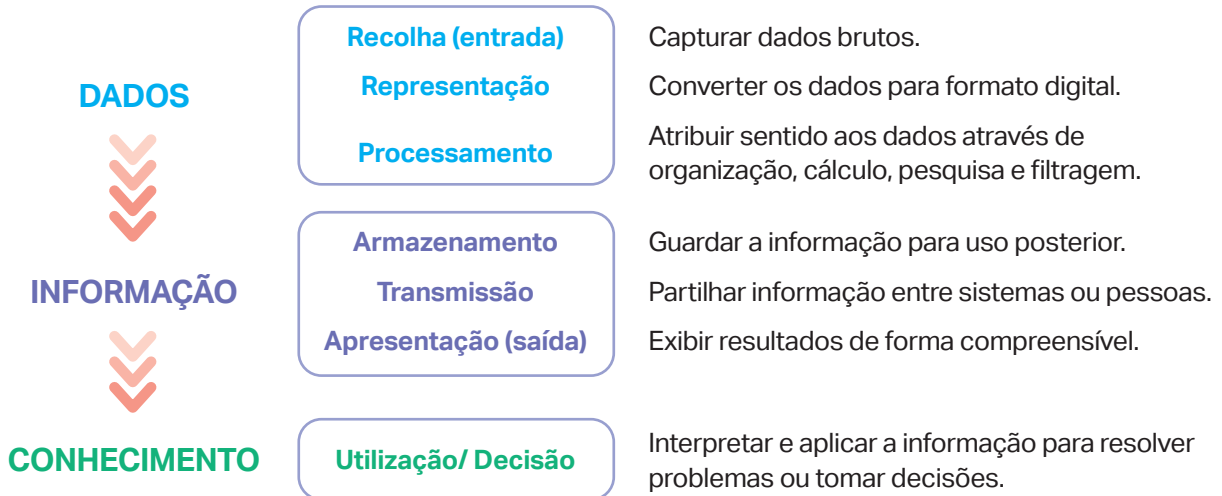 DADOS
Recolha (entrada)
Capturar dados brutos.
Representação
Converter os dados para formato digital.
Processamento
Atribuir sentido aos dados através de
organização, cálculo, pesquisa e filtragem.
INFORMAÇÃO
Armazenamento
Guardar a informação para uso posterior.
Transmissão
Partilhar informação entre sistemas ou pessoas.
Apresentação (saída)
Exibir resultados de forma compreensível.
CONHECIMENTO
Utilização/ Decisão
Interpretar e aplicar a informação para resolver
problemas ou tomar decisões.